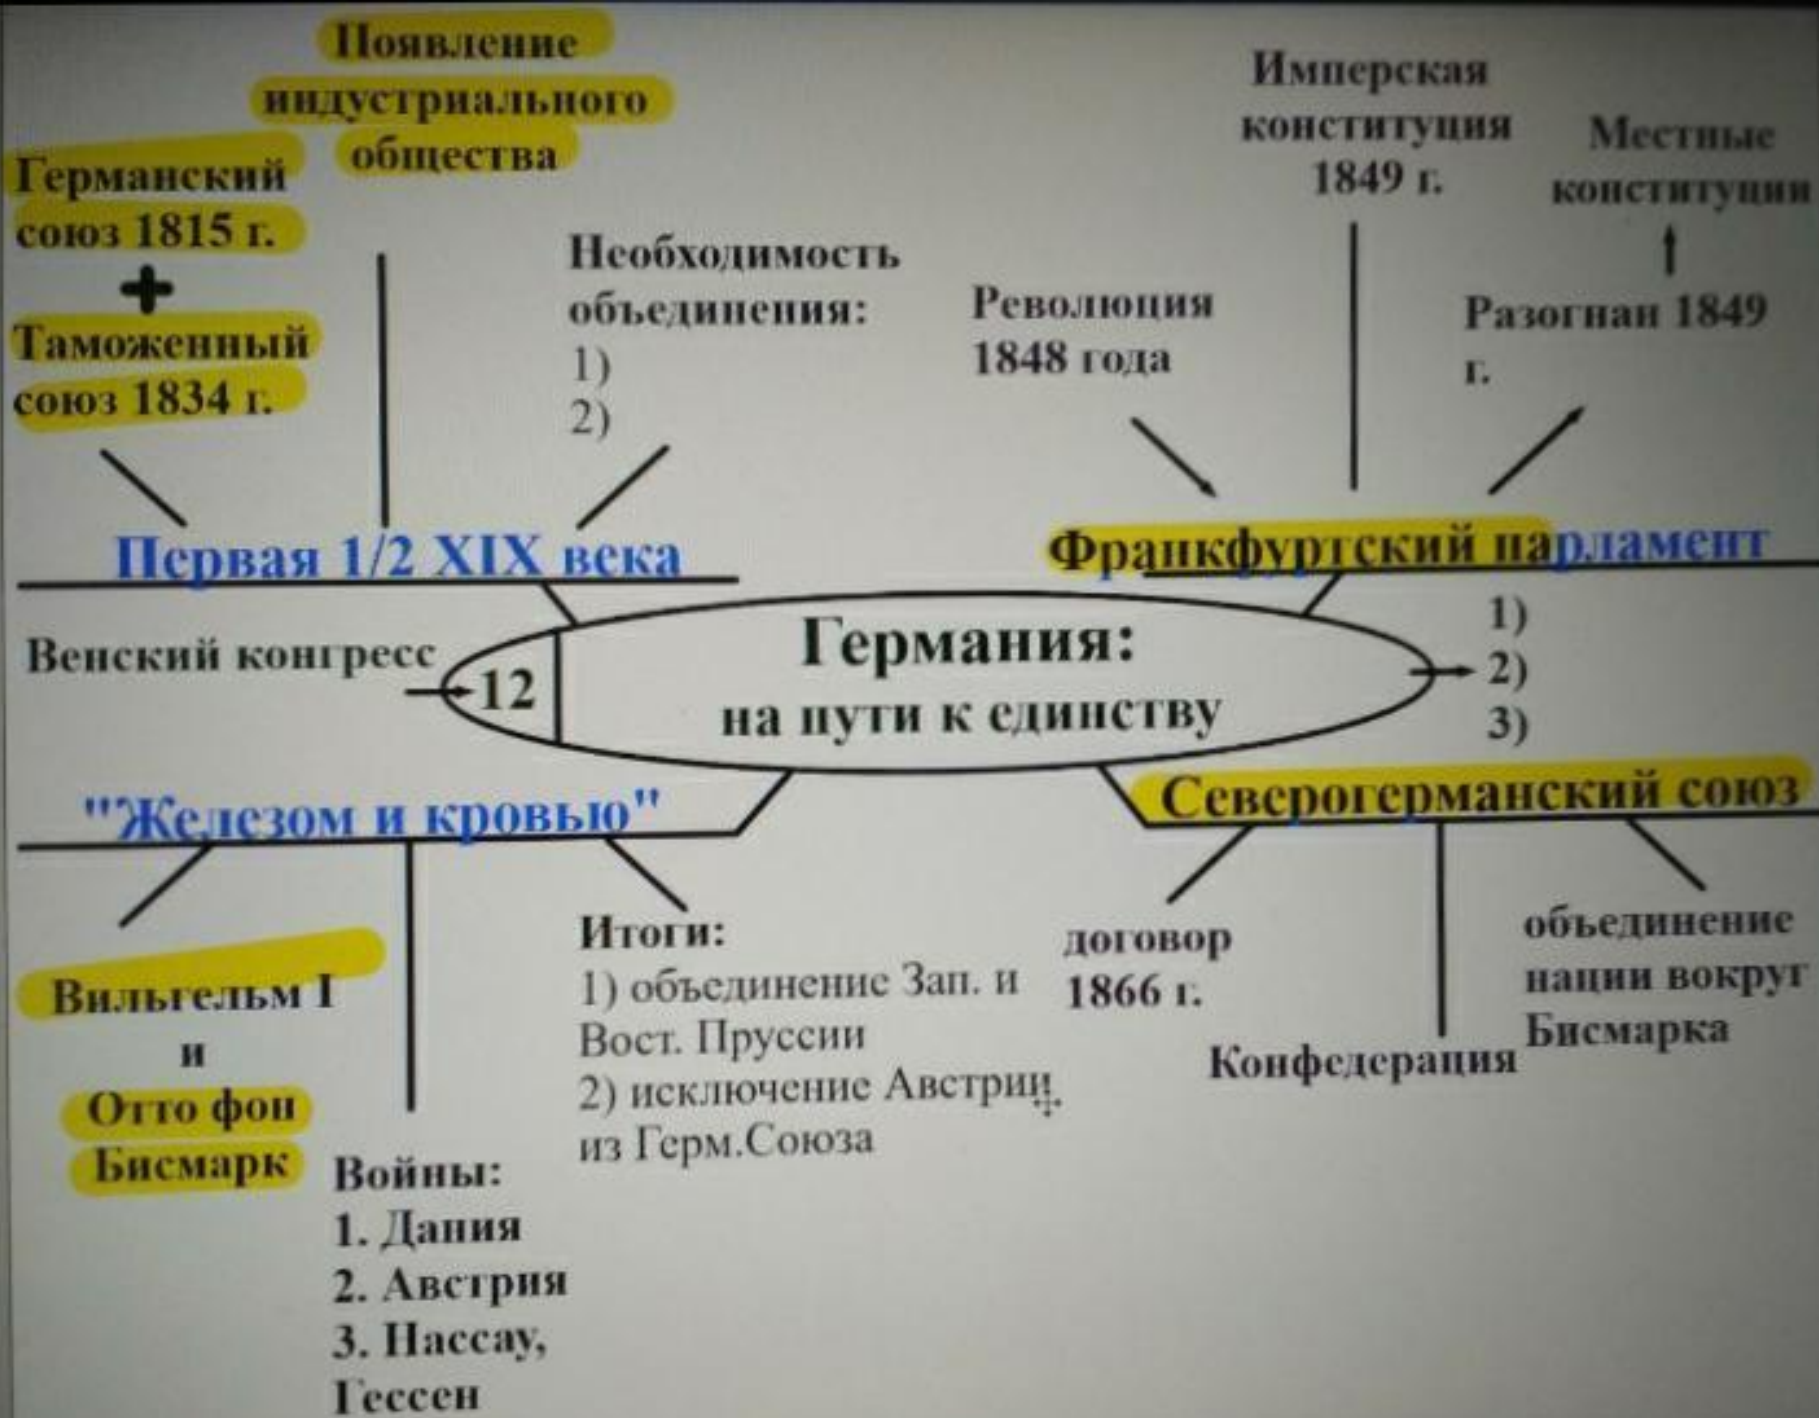 Появление
индустриального
общества
Германский
союз 1815 г.
+
Таможенный
союз 1834 г.
Необходимость
объединения:
1)
2)
Первая 1/2 XIX века
Революция
1848 года
Имперская
конституция
1849 г.
Местные
конституции
Разогнан 1849
г.
Франкфуртский парламент
Венский конгресс
12
Германия:
на пути к единству
1)
2)
3)
"Железом и кровью"
Вильгельм I
и
Отто фон
Бисмарк
Войны:
1. Дания
2. Австрия
3. Нассау,
Гессен
Итоги:
1) объединение Зап. и
Вост. Пруссии
2) исключение Австрии
из Герм.Союза
Северогерманский союз
договор
1866 г.
Конфедерация
объединение
нации вокруг
Бисмарка